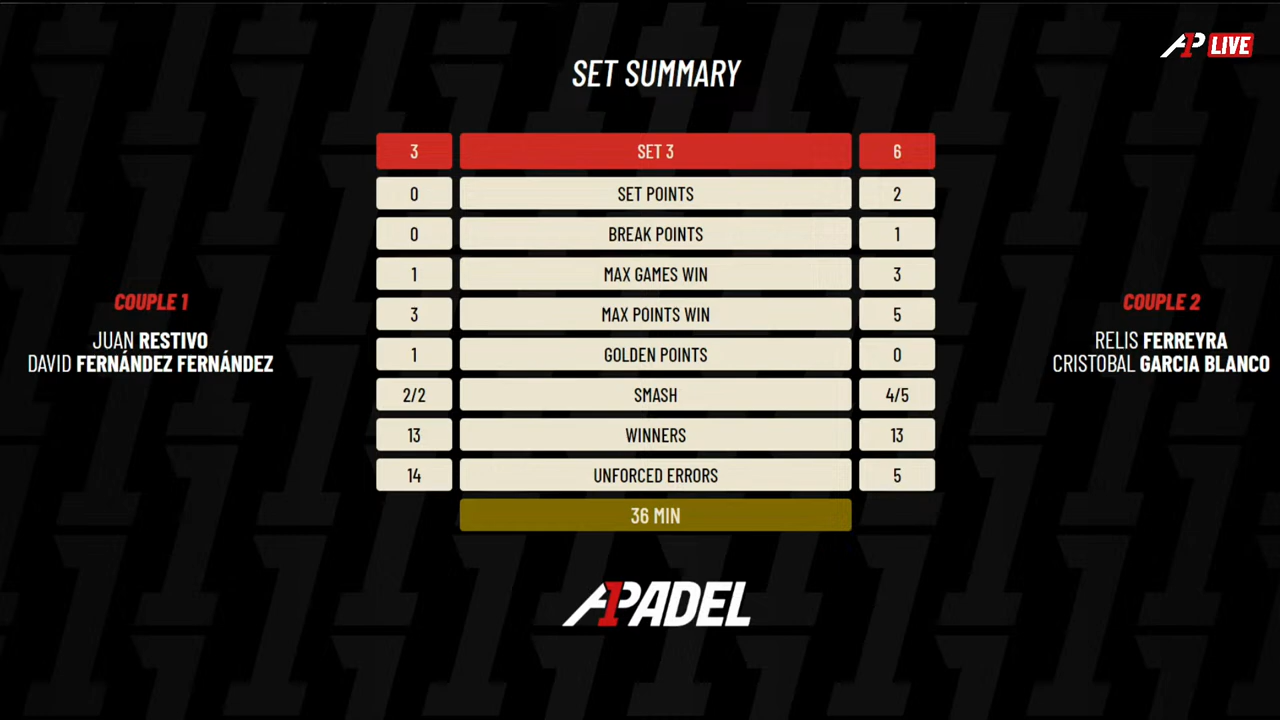 A1P LIVE
SET SUMMARY
3 SET 3 6
0 SET POINTS 2
0 BREAK POINTS 1
1 MAX GAMES WIN 3
3 MAX POINTS WIN 5
1 GOLDEN POINTS 0
2/2 SMASH 4/5
13 WINNERS 13
14 UNFORCED ERRORS 5
36 MIN
COUPLE 1
JUAN RESTIVO
DAVID FERNÁNDEZ FERNÁNDEZ
COUPLE 2
RELIS FERREYRA
CRISTOBAL GARCIA BLANCO
A1PADEL